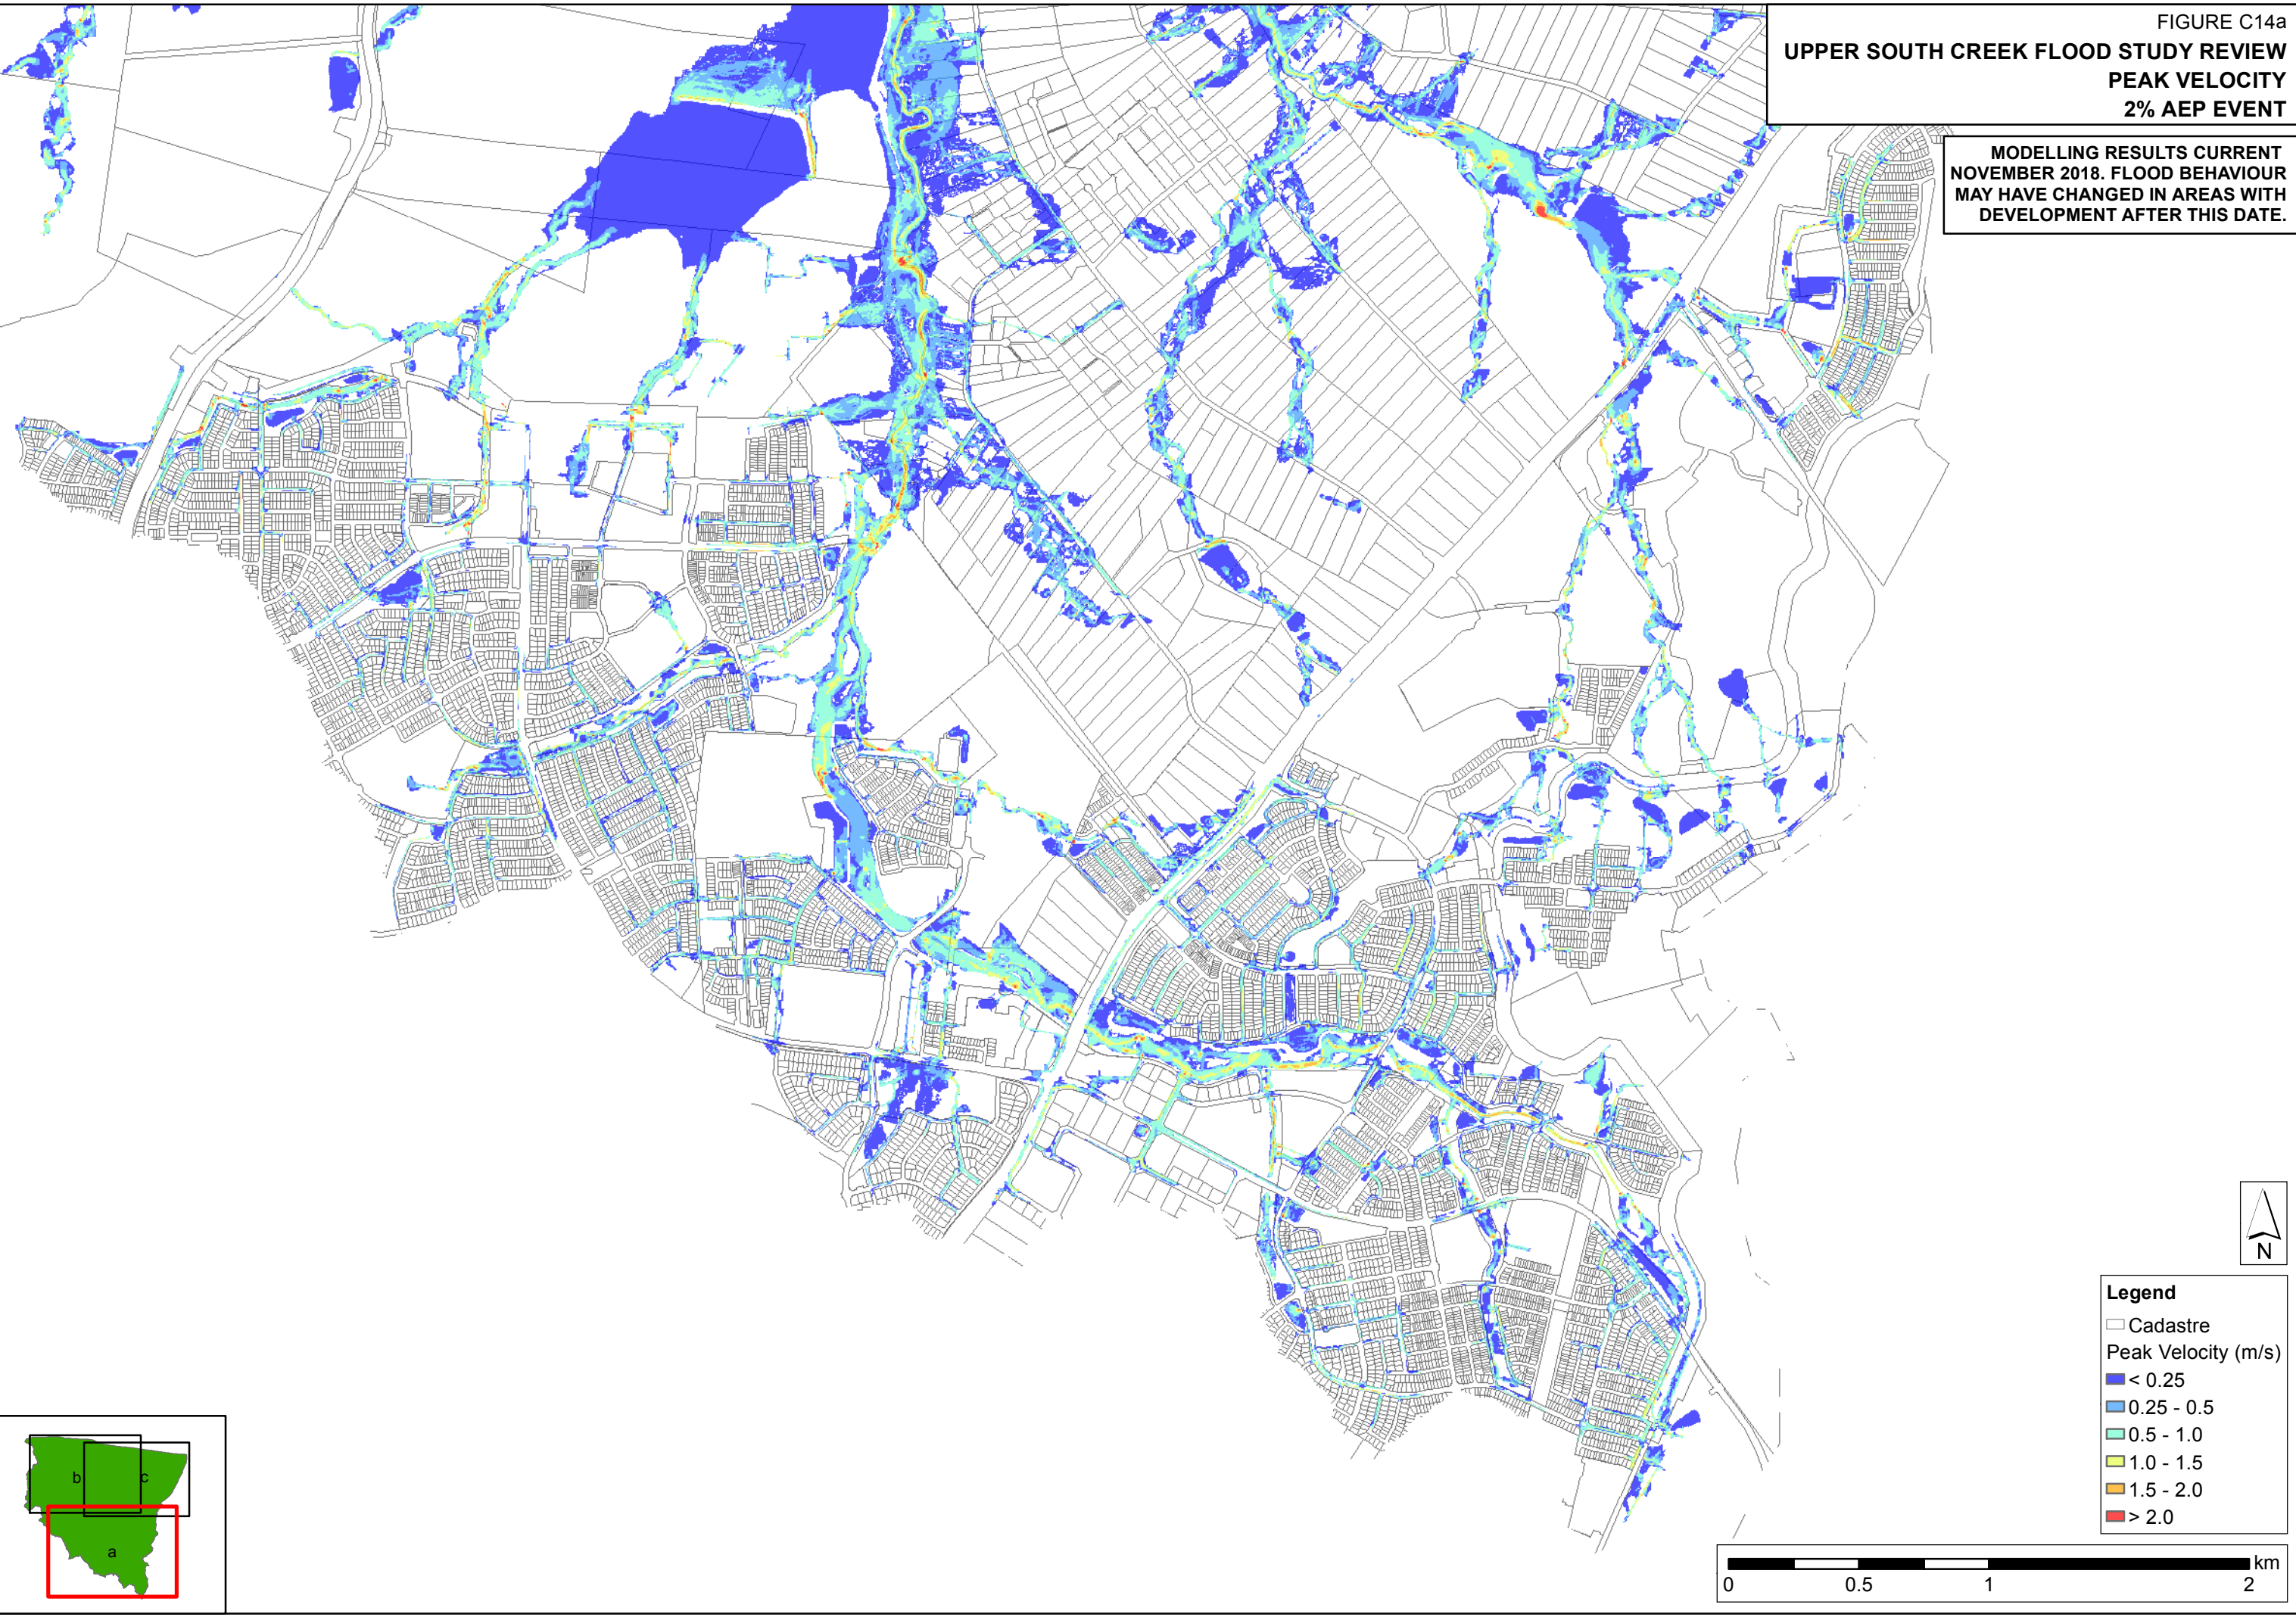 FIGURE C14a
UPPER SOUTH CREEK FLOOD STUDY REVIEW
PEAK VELOCITY
2% AEP EVENT
MODELLING RESULTS CURRENT
NOVEMBER 2018. FLOOD BEHAVIOUR
MAY HAVE CHANGED IN AREAS WITH
DEVELOPMENT AFTER THIS DATE.
N
Legend
Cadastre
Peak Velocity (m/s)
< 0.25
0.25 - 0.5
0.5 - 1.0
1.0 - 1.5
1.5 - 2.0
> 2.0
b c
a
km
0 0.5 1 2